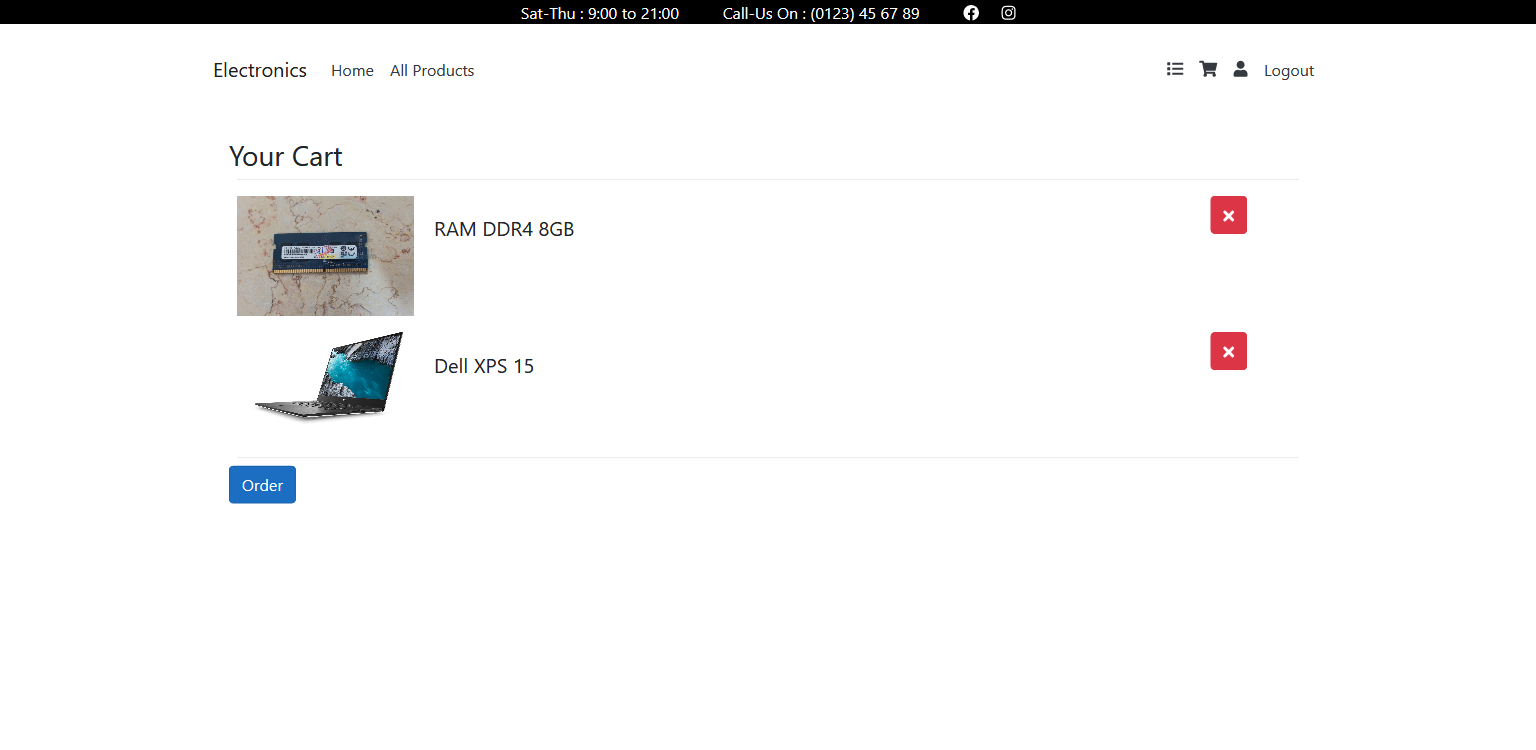 Sat-Thu : 9:00 to 21:00 Call-Us On : (0123) 45 67 89
Electronics Home All Products Logout
Your Cart
RAM DDR4 8GB
Dell XPS 15
Order